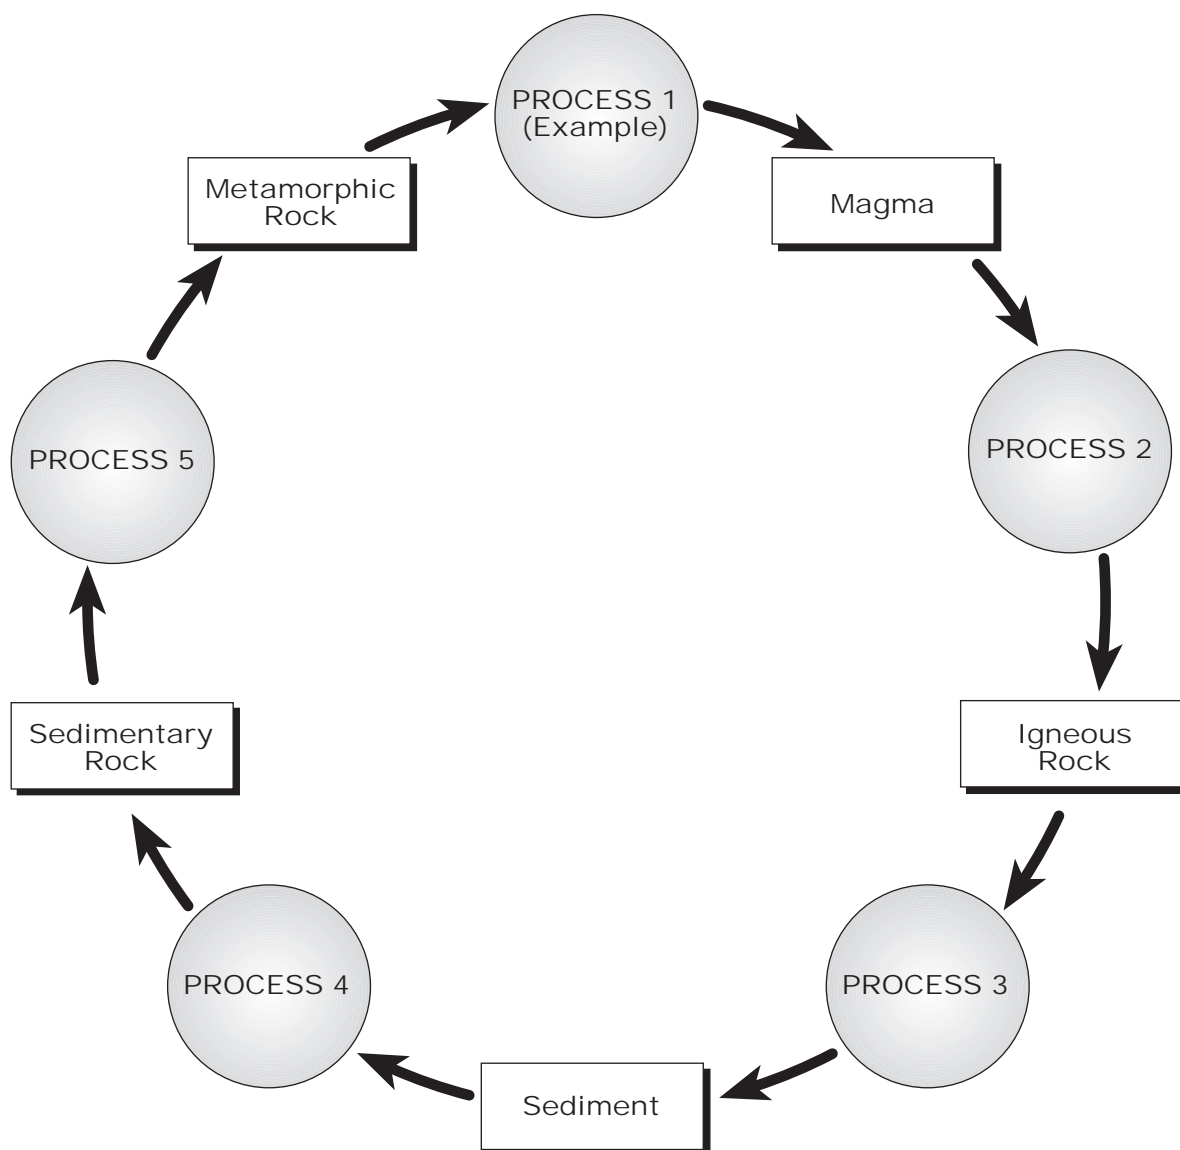 PROCESS 1
(Example)
Metamorphic
Rock
Magma
PROCESS 5
PROCESS 2
Sedimentary
Rock
Igneous
Rock
PROCESS 4
PROCESS 3
Sediment